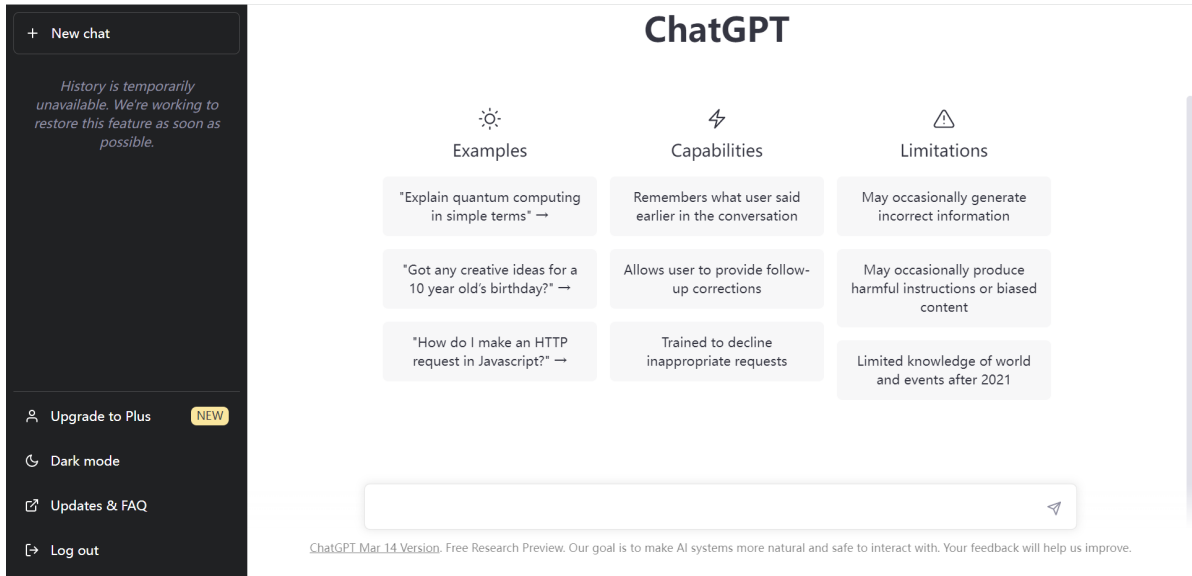 New chat
History is temporarily
unavailable. We're working to
restore this feature as soon as
possible.
Upgrade to Plus
NEW
Dark mode
Updates & FAQ
Log out
ChatGPT
Examples
"Explain quantum computing
in simple terms" →
"Got any creative ideas for a
10 year old's birthday?" →
"How do I make an HTTP
request in Javascript?" →
Capabilities
Remembers what user said
earlier in the conversation
Allows user to provide follow-
up corrections
Trained to decline
inappropriate requests
Limitations
May occasionally generate
incorrect information
May occasionally produce
harmful instructions or biased
content
Limited knowledge of world
and events after 2021
ChatGPT Mar 14 Version. Free Research Preview. Our goal is to make AI systems more natural and safe to interact with. Your feedback will help us improve.